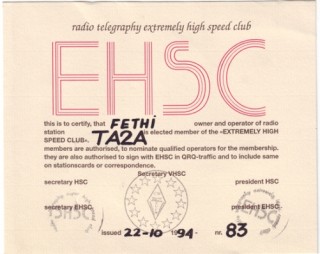 radio telegraphy extremely high speed club
EHSC
this is to certify, that FETHI owner and operator of radio
station TA2A is elected member of the «EXTREMELY HIGH
SPEED CLUB».
members are authorised, to nominate qualified operators for the membership.
they are also authorised to sign with EHSC in QRQ-traffic and to include same
on stationcards or correspondence.
Secretary VHSC
secretary HSC president HSC
secretary EHSC president EHSC
EHSC EHSC
issued 22-10 1994 nr. 83